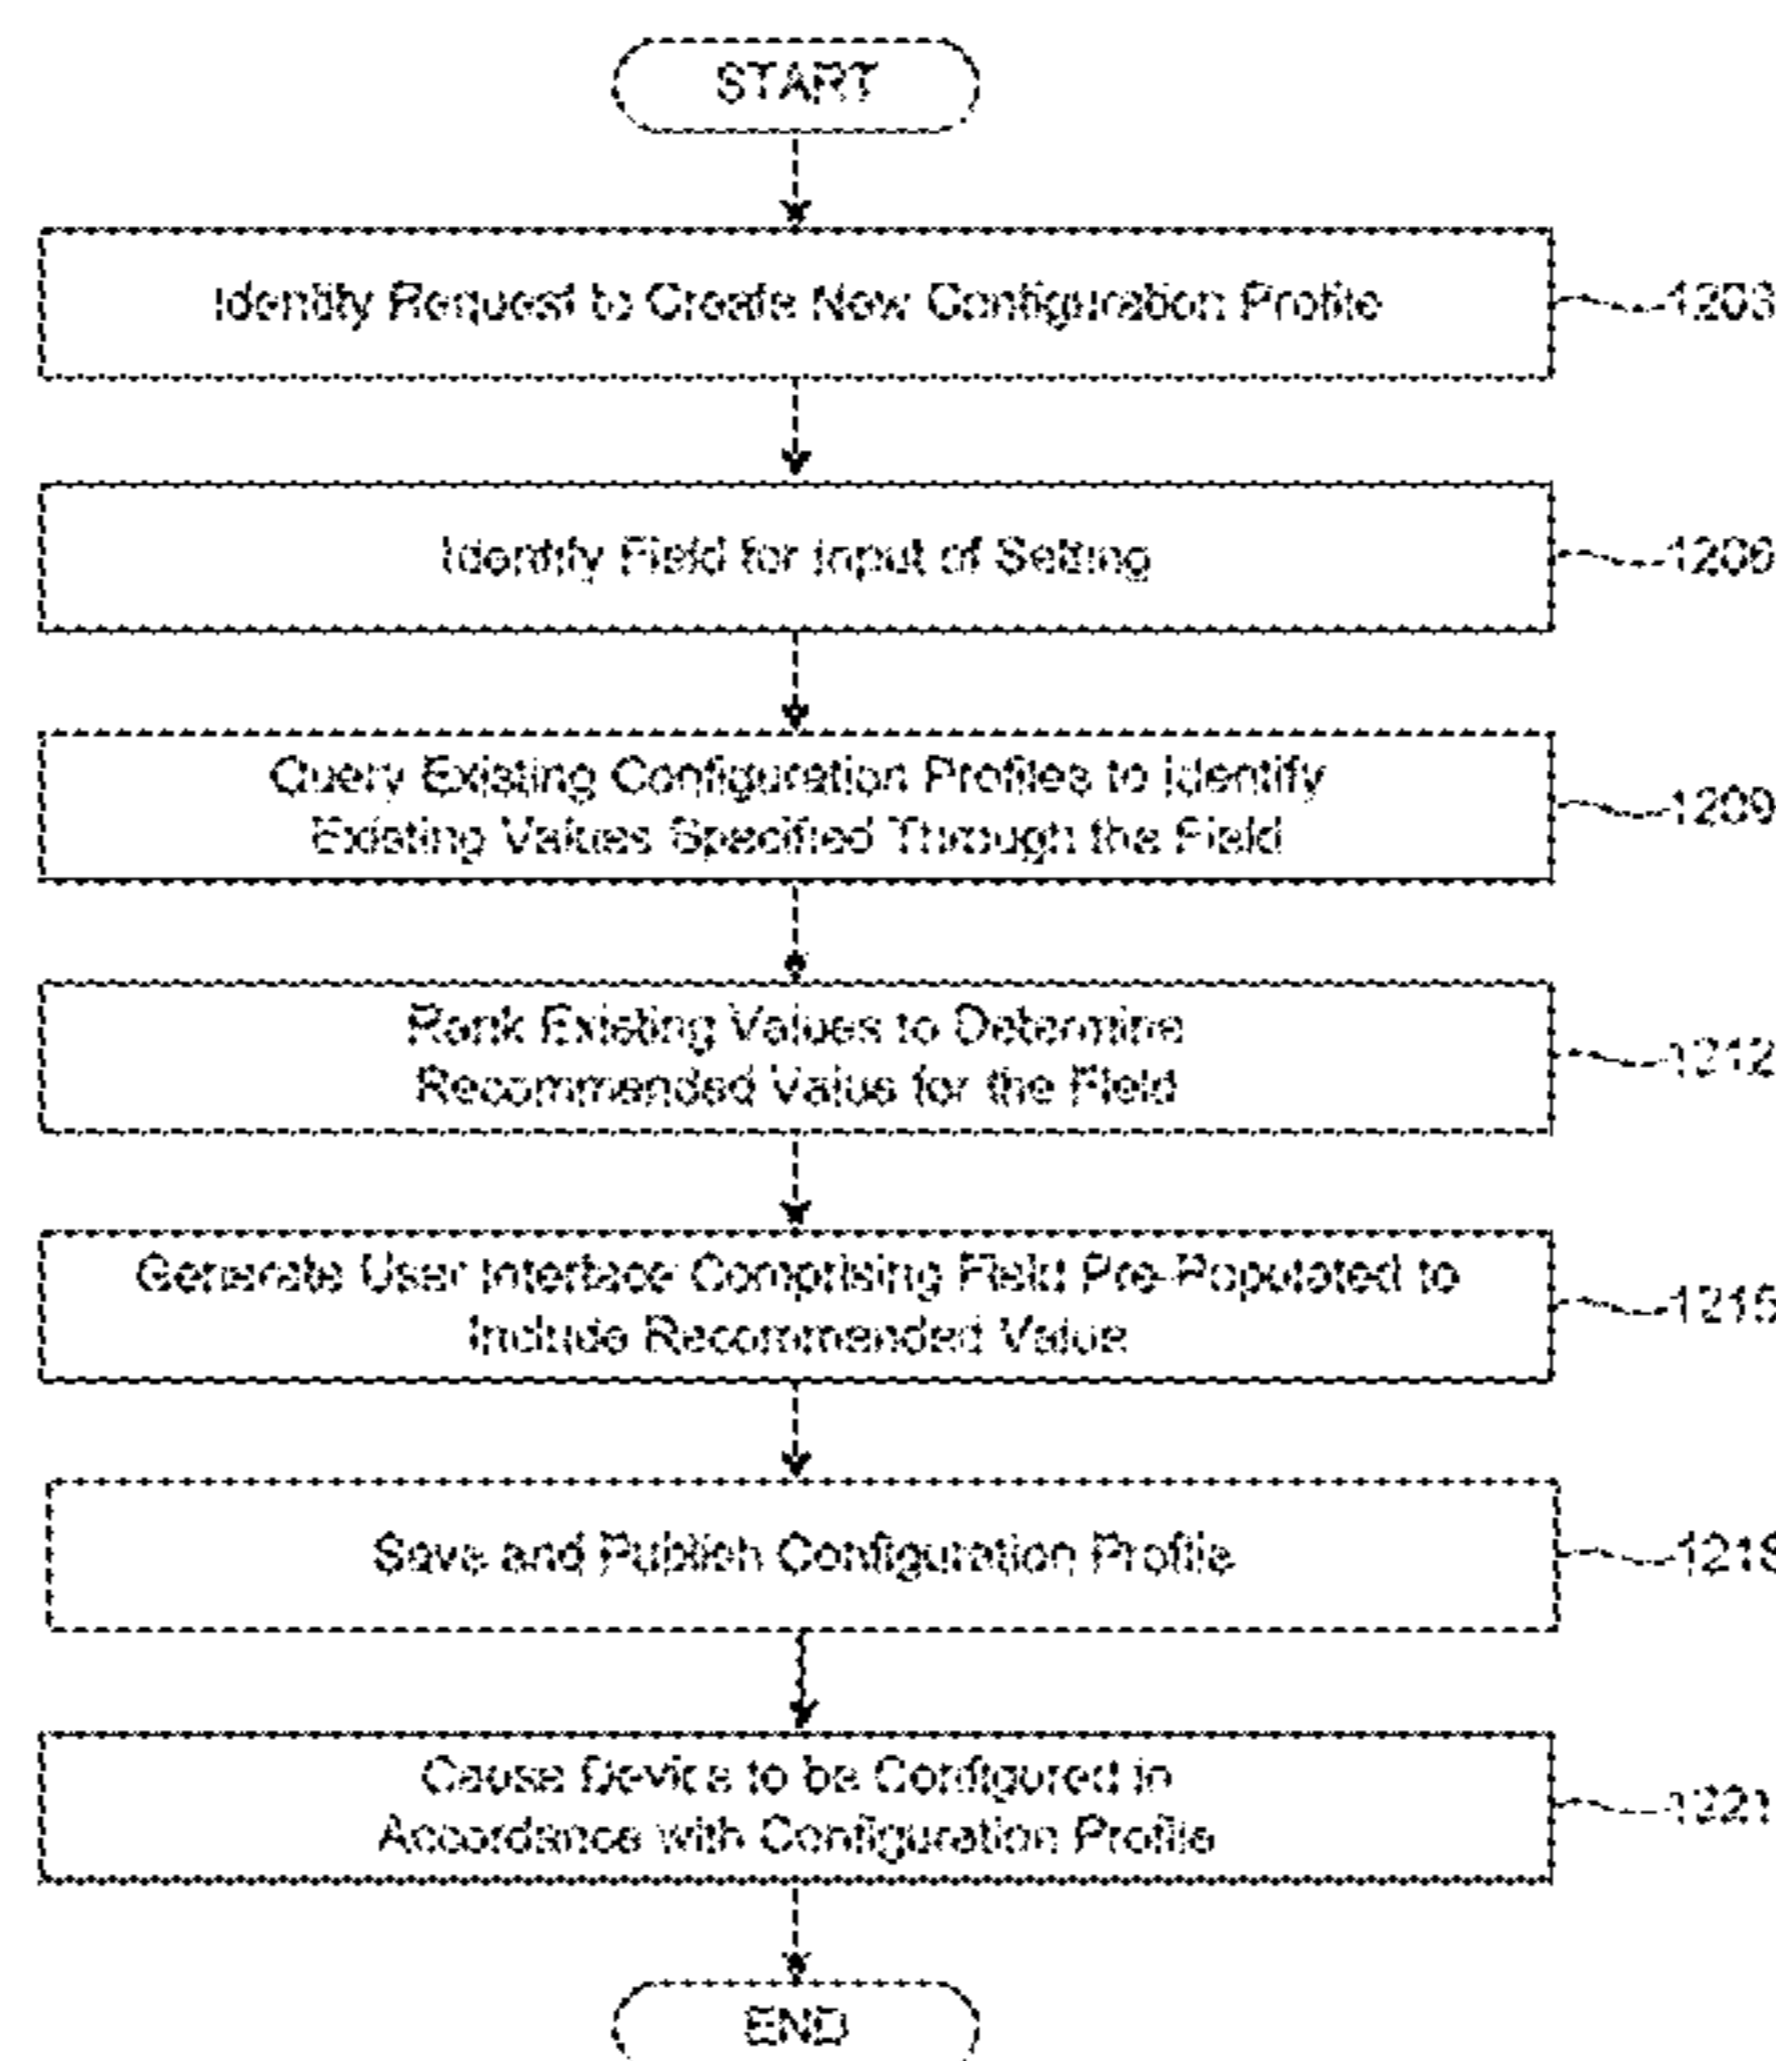 START
Identify Request to Create New Configuration Profile
1203
Identify Field for Input of Setting
1206
Query Existing Configuration Profiles to Identify
Existing Values Specified Through the Field
1209
Rank Existing Values to Determine
Recommended Value for the Field
1212
Generate User Interface Comprising Field Pre-Populated to
Include Recommended Value
1215
Save and Publish Configuration Profile
1218
Cause Device to be Configured in
Accordance with Configuration Profile
1221
END